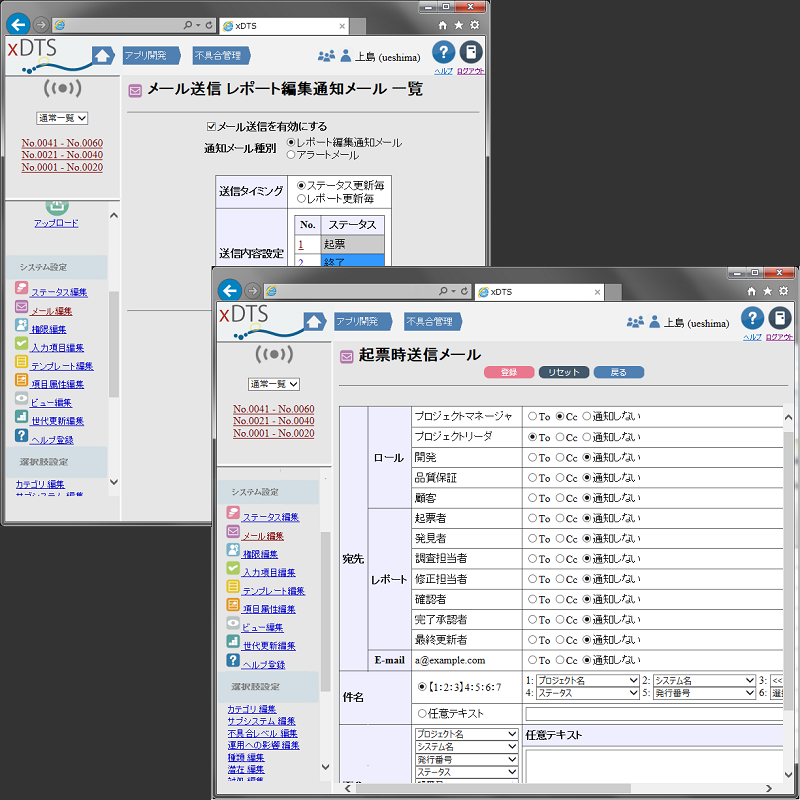 xDTS
xDTS
アプリ開発
不具合管理
上島 (ueshima)
ヘルプ
ログアウト
通常一覧
No.0041 - No.0060
No.0021 - No.0040
No.0001 - No.0020
アップロード
システム設定
ステータス編集
メール編集
権限編集
入力項目編集
テンプレート編集
項目属性編集
ビュー編集
世代更新編集
ヘルプ登録
選択肢設定
カテゴリ 編集
サブシステム 編集
メール送信 レポート編集通知メール 一覧
メール送信を有効にする
通知メール種別
レポート編集通知メール
アラートメール
送信タイミング
ステータス更新毎
レポート更新毎
送信内容設定
No. ステータス
1 起票
2 終了
xDTS
xDTS
アプリ開発
不具合管理
上島 (ueshima)
ヘルプ
ログアウト
通常一覧
No.0041 - No.0060
No.0021 - No.0040
No.0001 - No.0020
システム設定
ステータス編集
メール編集
権限編集
入力項目編集
テンプレート編集
項目属性編集
ビュー編集
世代更新編集
ヘルプ登録
選択肢設定
カテゴリ 編集
サブシステム 編集
不具合レベル 編集
運用への影響 編集
種類 編集
潜在 編集
起票時送信メール
登録 リセット 戻る
宛先
ロール
プロジェクトマネージャ To Cc 通知しない
プロジェクトリーダ To Cc 通知しない
開発 To Cc 通知しない
品質保証 To Cc 通知しない
顧客 To Cc 通知しない
レポート
起票者 To Cc 通知しない
発見者 To Cc 通知しない
調査担当者 To Cc 通知しない
修正担当者 To Cc 通知しない
確認者 To Cc 通知しない
完了承認者 To Cc 通知しない
最終更新者 To Cc 通知しない
E-mail a@example.com To Cc 通知しない
件名
【1:2:3】4:5:6:7
1: プロジェクト名 2: システム名 3: <<
4: ステータス 5: 発行番号 6:
任意テキスト
プロジェクト名
システム名
発行番号
ステータス
任意テキスト